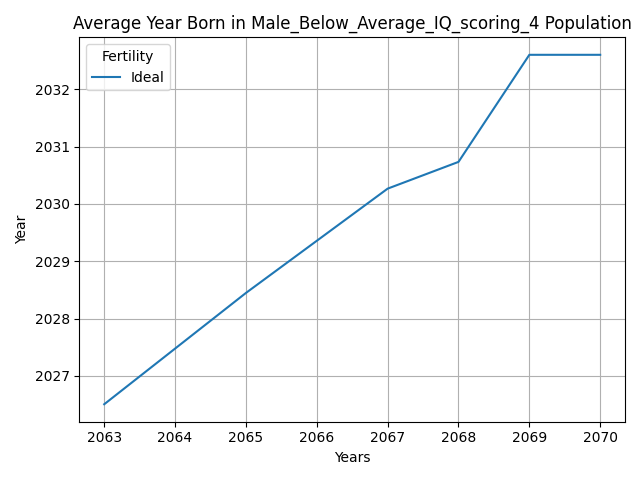 Average Year Born in Male_Below_Average_IQ_scoring_4 Population
Fertility
Ideal
2032
2031
2030
2029
2028
2027
Year
2063 2064 2065 2066 2067 2068 2069 2070
Years